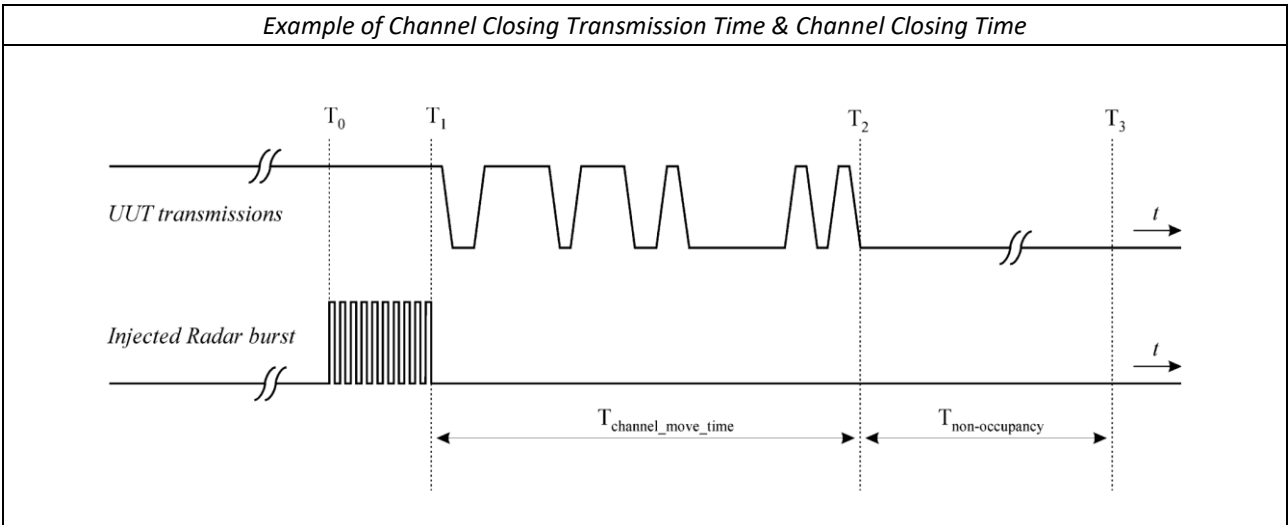 Example of Channel Closing Transmission Time & Channel Closing Time
T0 T1 T2 T3
UUT transmissions
t
Injected Radar burst
t
Tchannel_move_time Tnon-occupancy